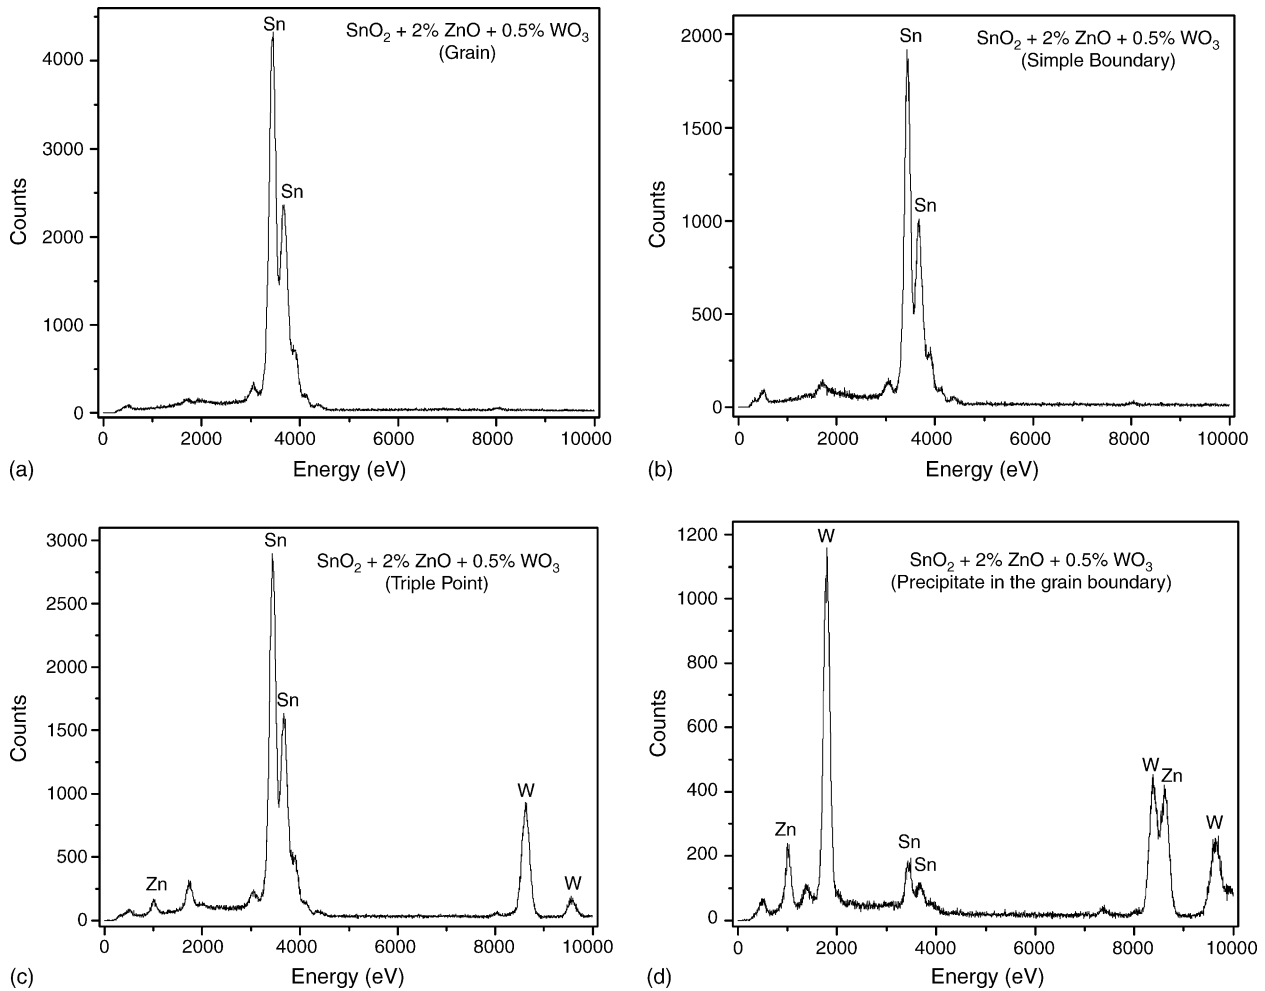 Sn
SnO₂ + 2% ZnO + 0.5% WO₃
(Grain)
Sn
4000
3000
2000
1000
0
Counts
0 2000 4000 6000 8000 10000
Energy (eV)
(a)
Sn
SnO₂ + 2% ZnO + 0.5% WO₃
(Simple Boundary)
Sn
2000
1500
1000
500
0
Counts
0 2000 4000 6000 8000 10000
Energy (eV)
(b)
Sn
SnO₂ + 2% ZnO + 0.5% WO₃
(Triple Point)
Sn
W
Zn
W
3000
2500
2000
1500
1000
500
0
Counts
0 2000 4000 6000 8000 10000
Energy (eV)
(c)
W
SnO₂ + 2% ZnO + 0.5% WO₃
(Precipitate in the grain boundary)
W
Zn
Zn
W
Sn
Sn
1200
1000
800
600
400
200
0
Counts
0 2000 4000 6000 8000 10000
Energy (eV)
(d)